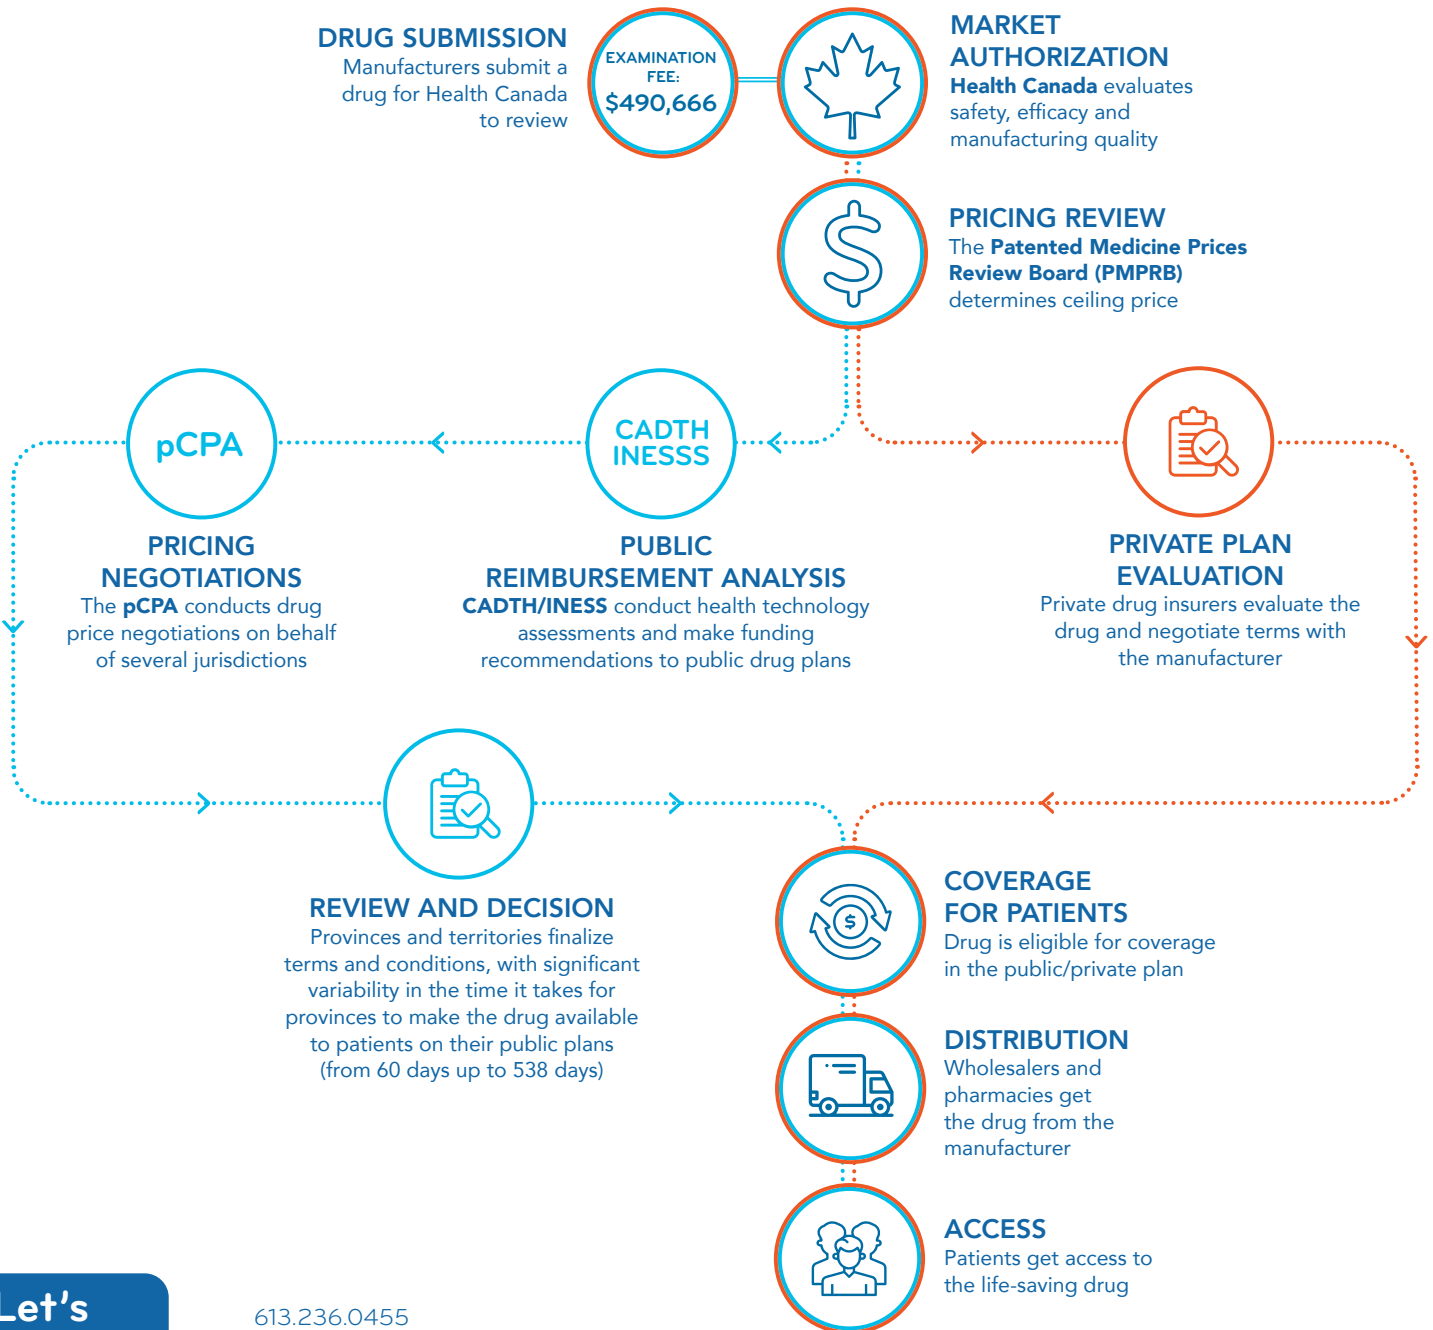 DRUG SUBMISSION
Manufacturers submit a
drug for Health Canada
to review
EXAMINATION
FEE:
$490,666
MARKET
AUTHORIZATION
Health Canada evaluates
safety, efficacy and
manufacturing quality
$
PRICING REVIEW
The Patented Medicine Prices
Review Board (PMPRB)
determines ceiling price
pCPA
PRICING
NEGOTIATIONS
The pCPA conducts drug
price negotiations on behalf
of several jurisdictions
CADTH
INESSS
PUBLIC
REIMBURSEMENT ANALYSIS
CADTH/INESS conduct health technology
assessments and make funding
recommendations to public drug plans
PRIVATE PLAN
EVALUATION
Private drug insurers evaluate the
drug and negotiate terms with
the manufacturer
REVIEW AND DECISION
Provinces and territories finalize
terms and conditions, with significant
variability in the time it takes for
provinces to make the drug available
to patients on their public plans
(from 60 days up to 538 days)
$
COVERAGE
FOR PATIENTS
Drug is eligible for coverage
in the public/private plan
DISTRIBUTION
Wholesalers and
pharmacies get
the drug from the
manufacturer
ACCESS
Patients get access to
the life-saving drug
Let's
613.236.0455